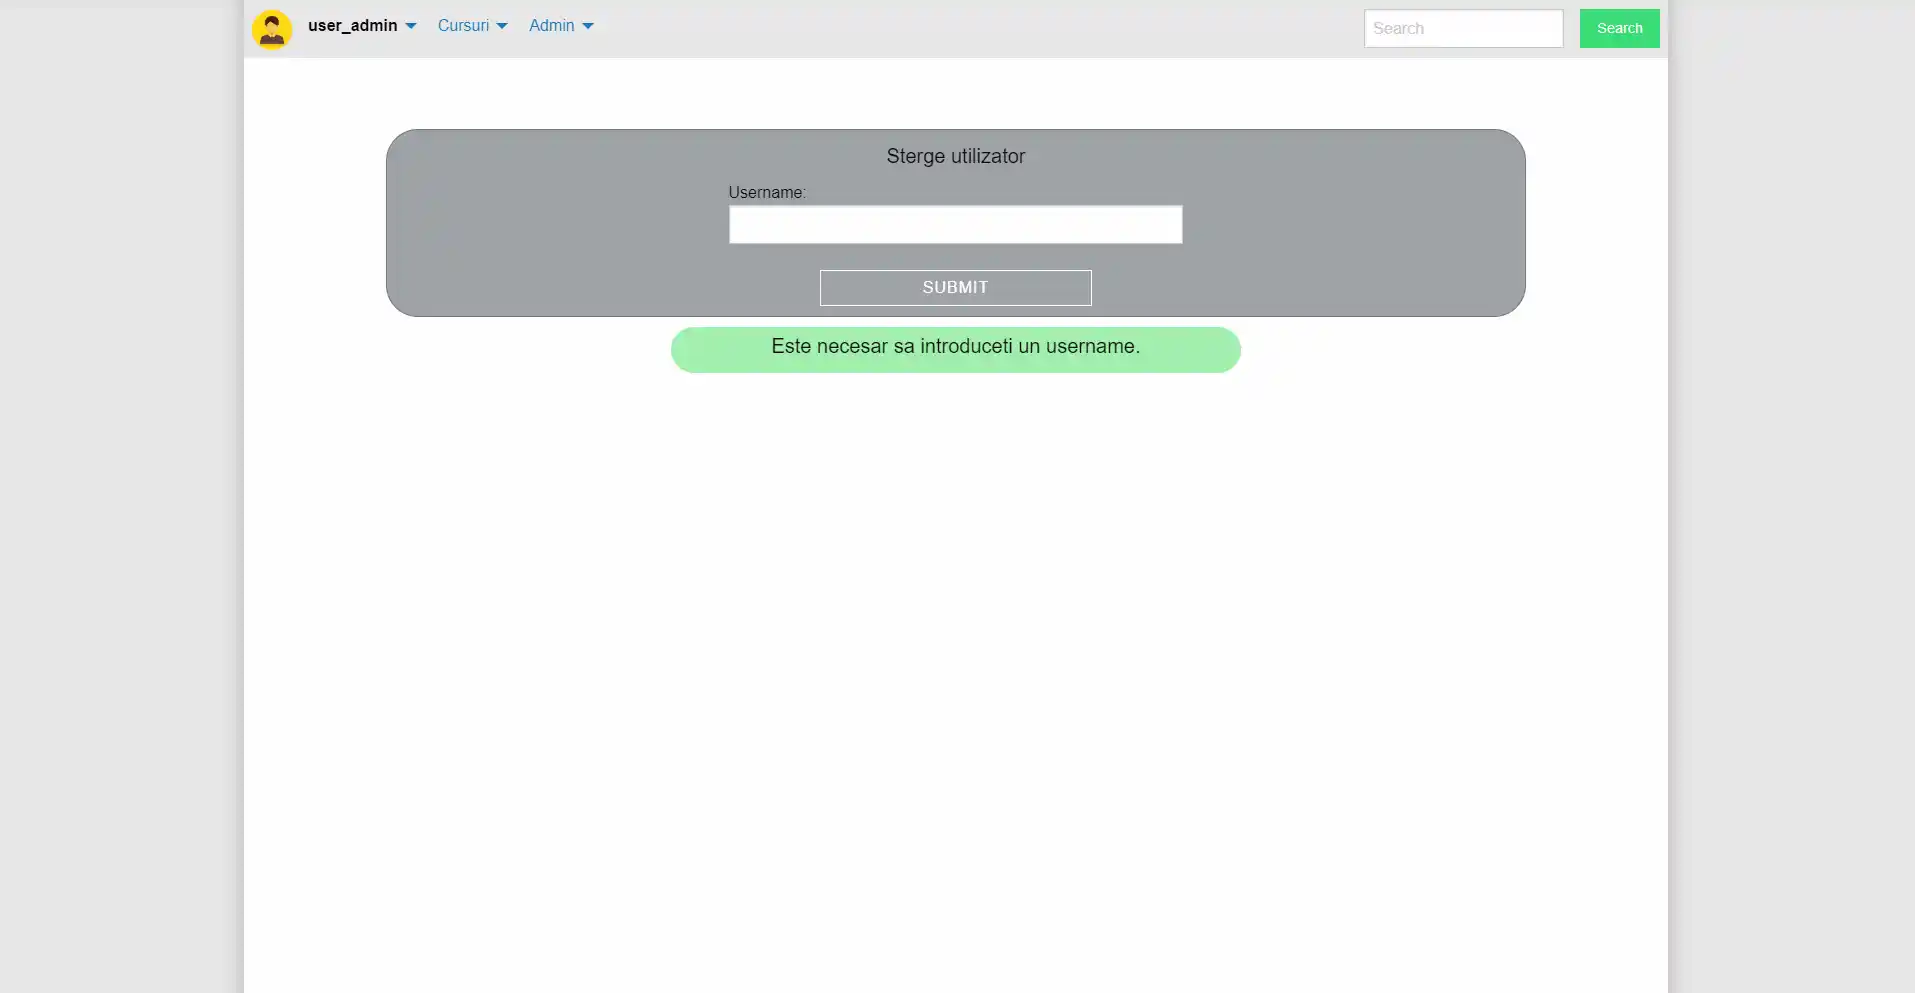 user_admin Cursuri Admin Search Search
Sterge utilizator
Username:
SUBMIT
Este necesar sa introduceti un username.